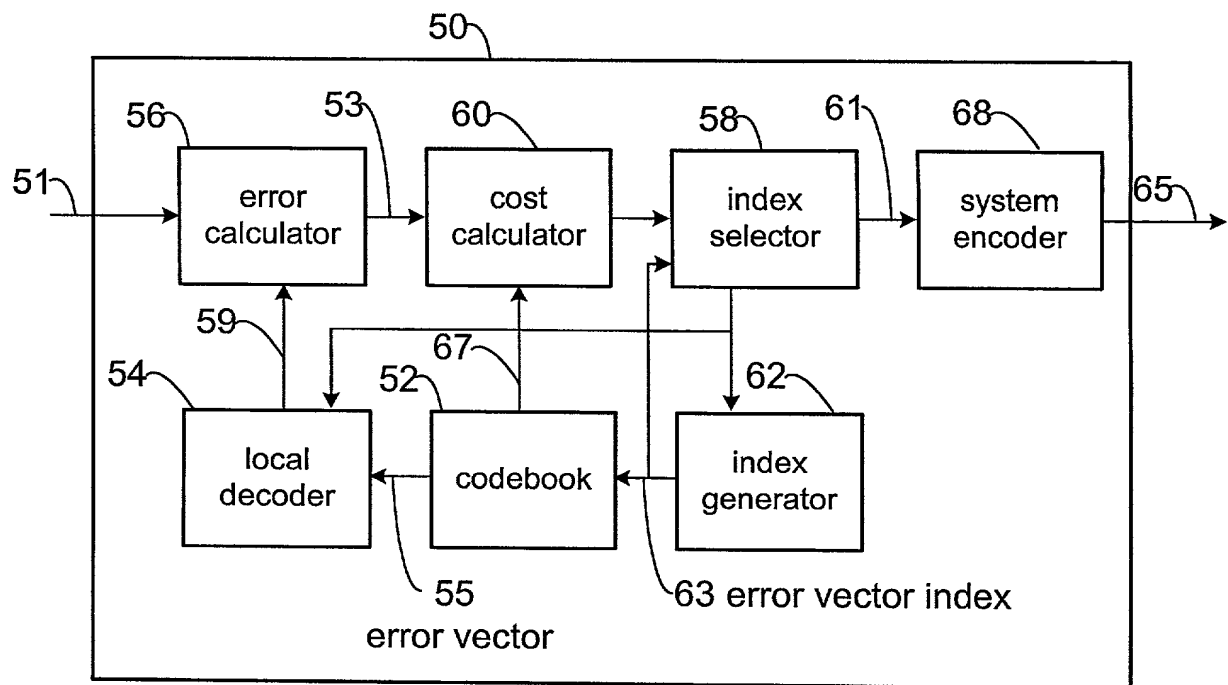 50
56
53
60
58
61
68
51
65
error
calculator
cost
calculator
index
selector
system
encoder
59
67
54
52
62
local
decoder
codebook
index
generator
55
63 error vector index
error vector